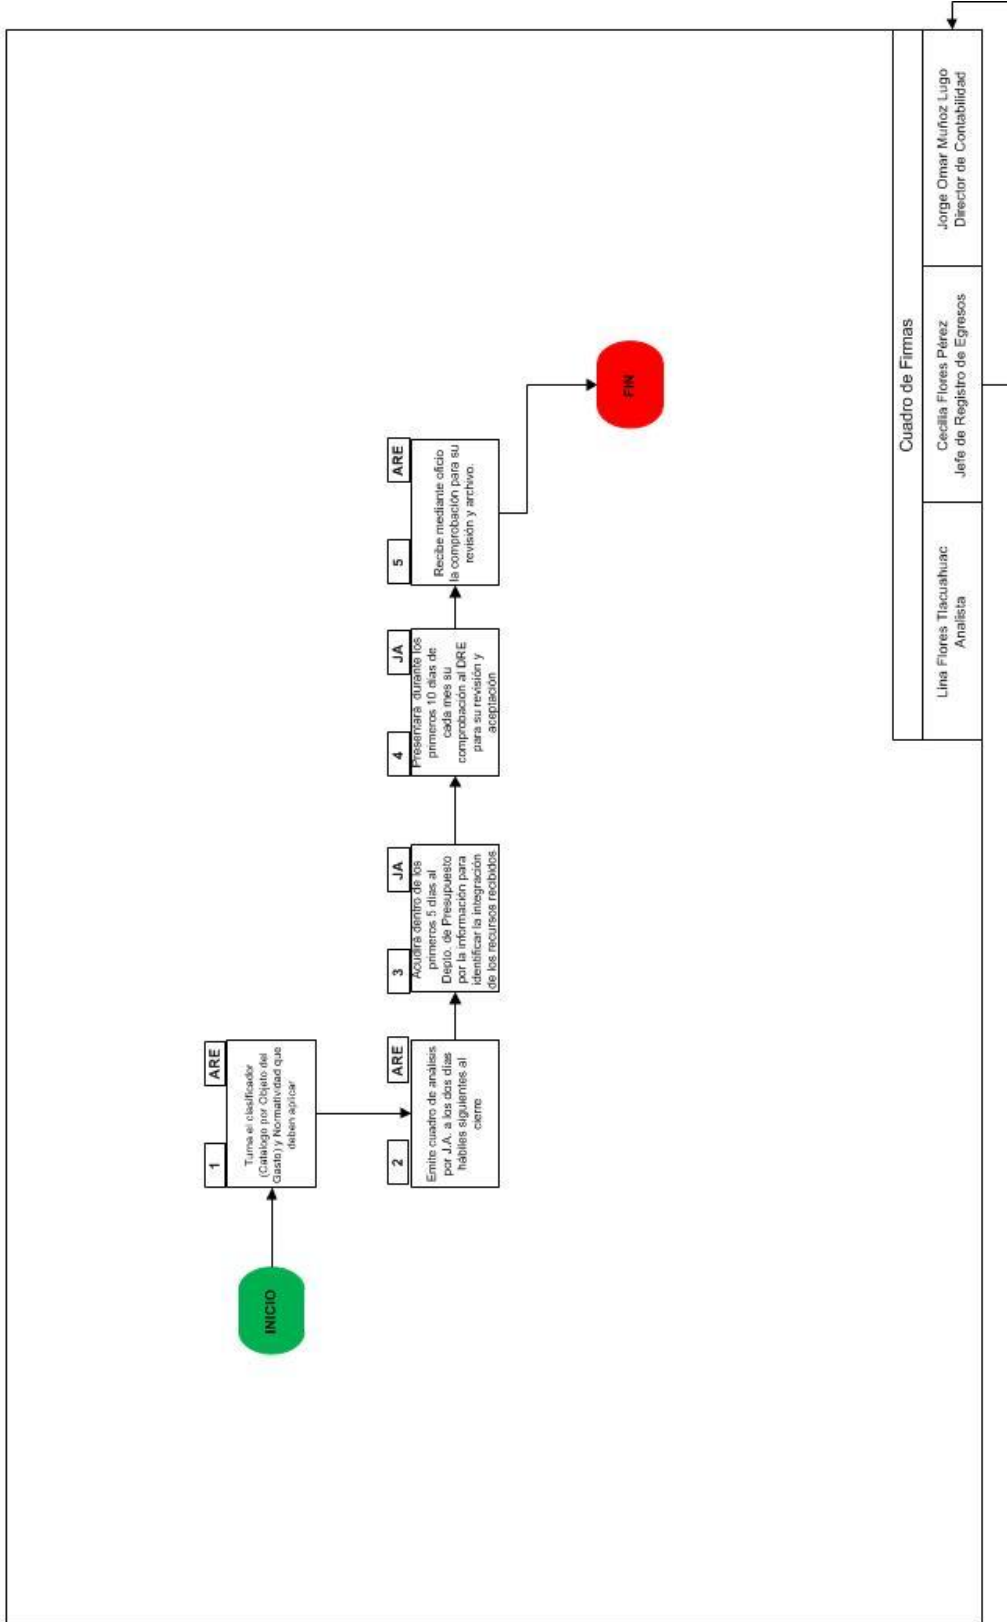 INICIO
1
ARE
Turna el clasificador
(Catalogo por Objeto del
Gasto) y Normatividad que
deben aplicar
2
ARE
Emite cuadro de análisis
por J.A. a los dos días
hábiles siguientes al
cierre
3
JA
Acudirá dentro de los
primeros 5 días al
Depto. de Presupuesto
por la información para
identificar la integración
de los recursos recibidos
4
JA
Presentará durante los
primeros 10 días de
cada mes su
comprobación al DRE
para su revisión y
aceptación
5
ARE
Recibe mediante oficio
la comprobación para su
revisión y archivo.
FIN
Cuadro de Firmas
Lina Flores Tlacuahuac
Analista
Cecilia Flores Pérez
Jefe de Registro de Egresos
Jorge Omar Muñoz Lugo
Director de Contabilidad